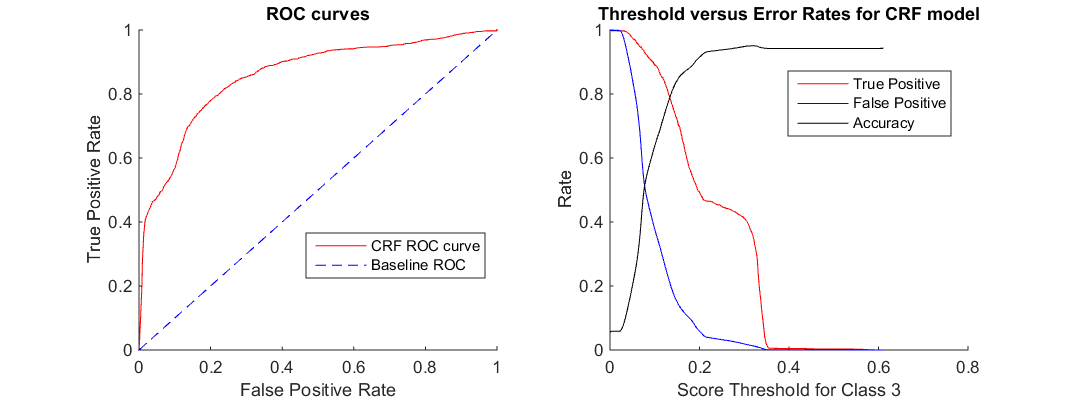 ROC curves
1
0.8
0.6
0.4
0.2
0
0
0.2
0.4
0.6
0.8
1
True Positive Rate
False Positive Rate
CRF ROC curve
Baseline ROC
Threshold versus Error Rates for CRF model
1
0.8
0.6
0.4
0.2
0
0
0.2
0.4
0.6
0.8
Rate
Score Threshold for Class 3
True Positive
False Positive
Accuracy